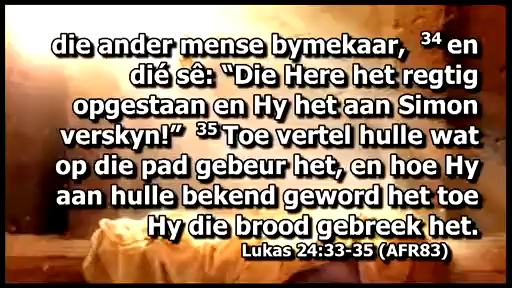 die ander mense bymekaar, 34 en
dié sê: “Die Here het regtig
opgestaan en Hy het aan Simon
verskyn!” 35 Toe vertel hulle wat
op die pad gebeur het, en hoe Hy
aan hulle bekend geword het toe
Hy die brood gebreek het.
Lukas 24:33-35 (AFR83)